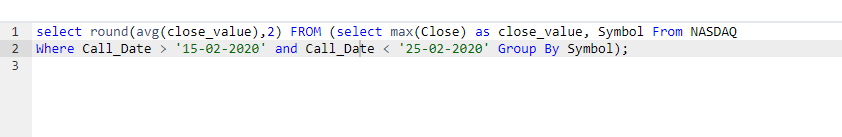 1 select round(avg(close_value),2) FROM (select max(Close) as close_value, Symbol From NASDAQ
2 Where Call_Date > '15-02-2020' and Call_Date < '25-02-2020' Group By Symbol);
3